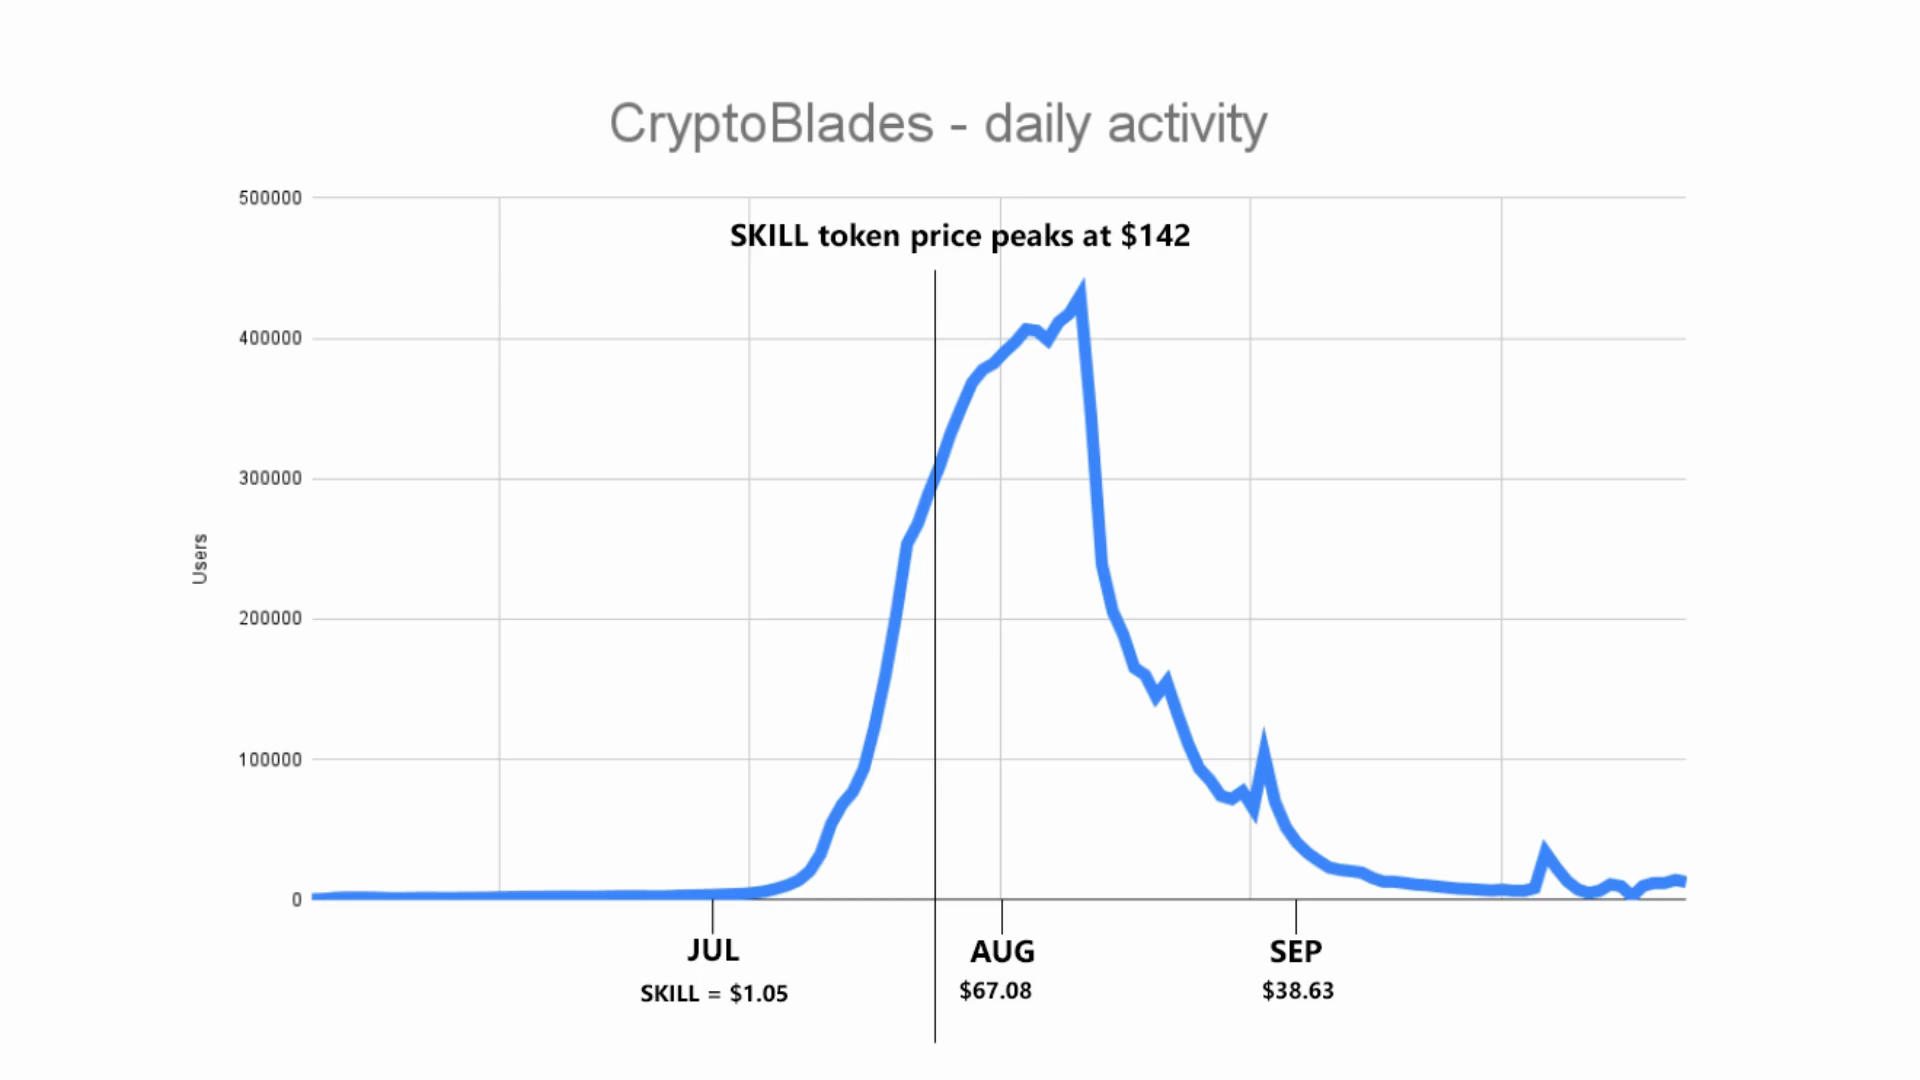 CryptoBlades - daily activity
500000
SKILL token price peaks at $142
400000
300000
Users
200000
100000
0
JUL AUG SEP
SKILL = $1.05 $67.08 $38.63